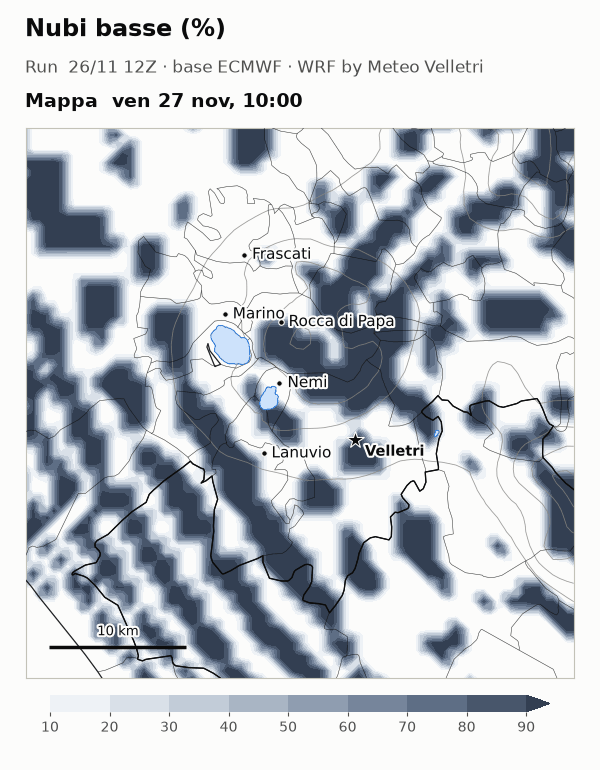 Nubi basse (%)
Run  26/11 12Z · base ECMWF · WRF by Meteo Velletri
Mappa  ven 27 nov, 10:00
Frascati
Marino
Rocca di Papa
Nemi
Velletri
Lanuvio
10 km
10 20 30 40 50 60 70 80 90